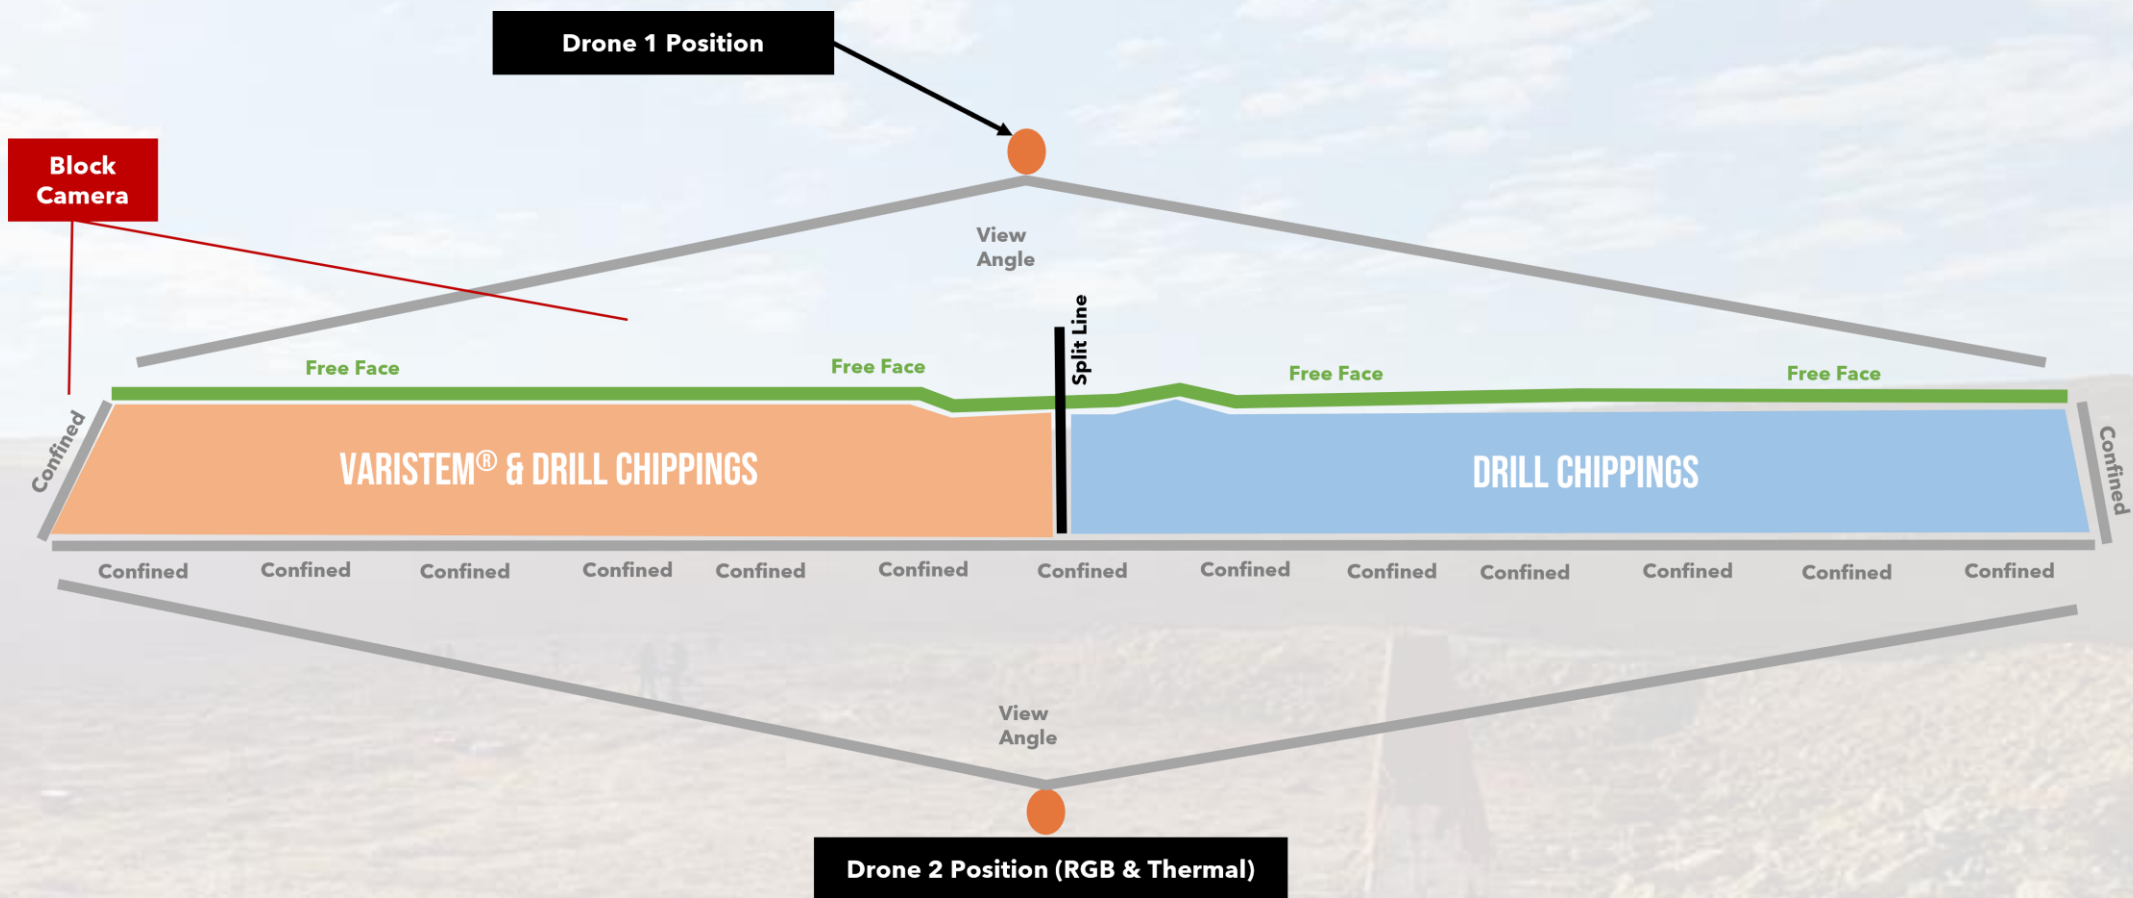 Drone 1 Position
Block
Camera
View
Angle
Split Line
Free Face
Free Face
Free Face
Free Face
Confined
VARISTEM® & DRILL CHIPPINGS
DRILL CHIPPINGS
Confined
Confined
Confined
Confined
Confined
Confined
Confined
Confined
Confined
Confined
Confined
Confined
Confined
Confined
View
Angle
Drone 2 Position (RGB & Thermal)